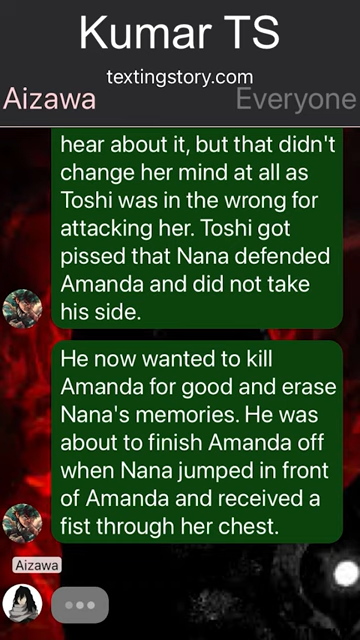 Kumar TS
textingstory.com
Aizawa
Everyone
hear about it, but that didn't
change her mind at all as
Toshi was in the wrong for
attacking her. Toshi got
pissed that Nana defended
Amanda and did not take
his side.
He now wanted to kill
Amanda for good and erase
Nana's memories. He was
about to finish Amanda off
when Nana jumped in front
of Amanda and received a
fist through her chest.
Aizawa